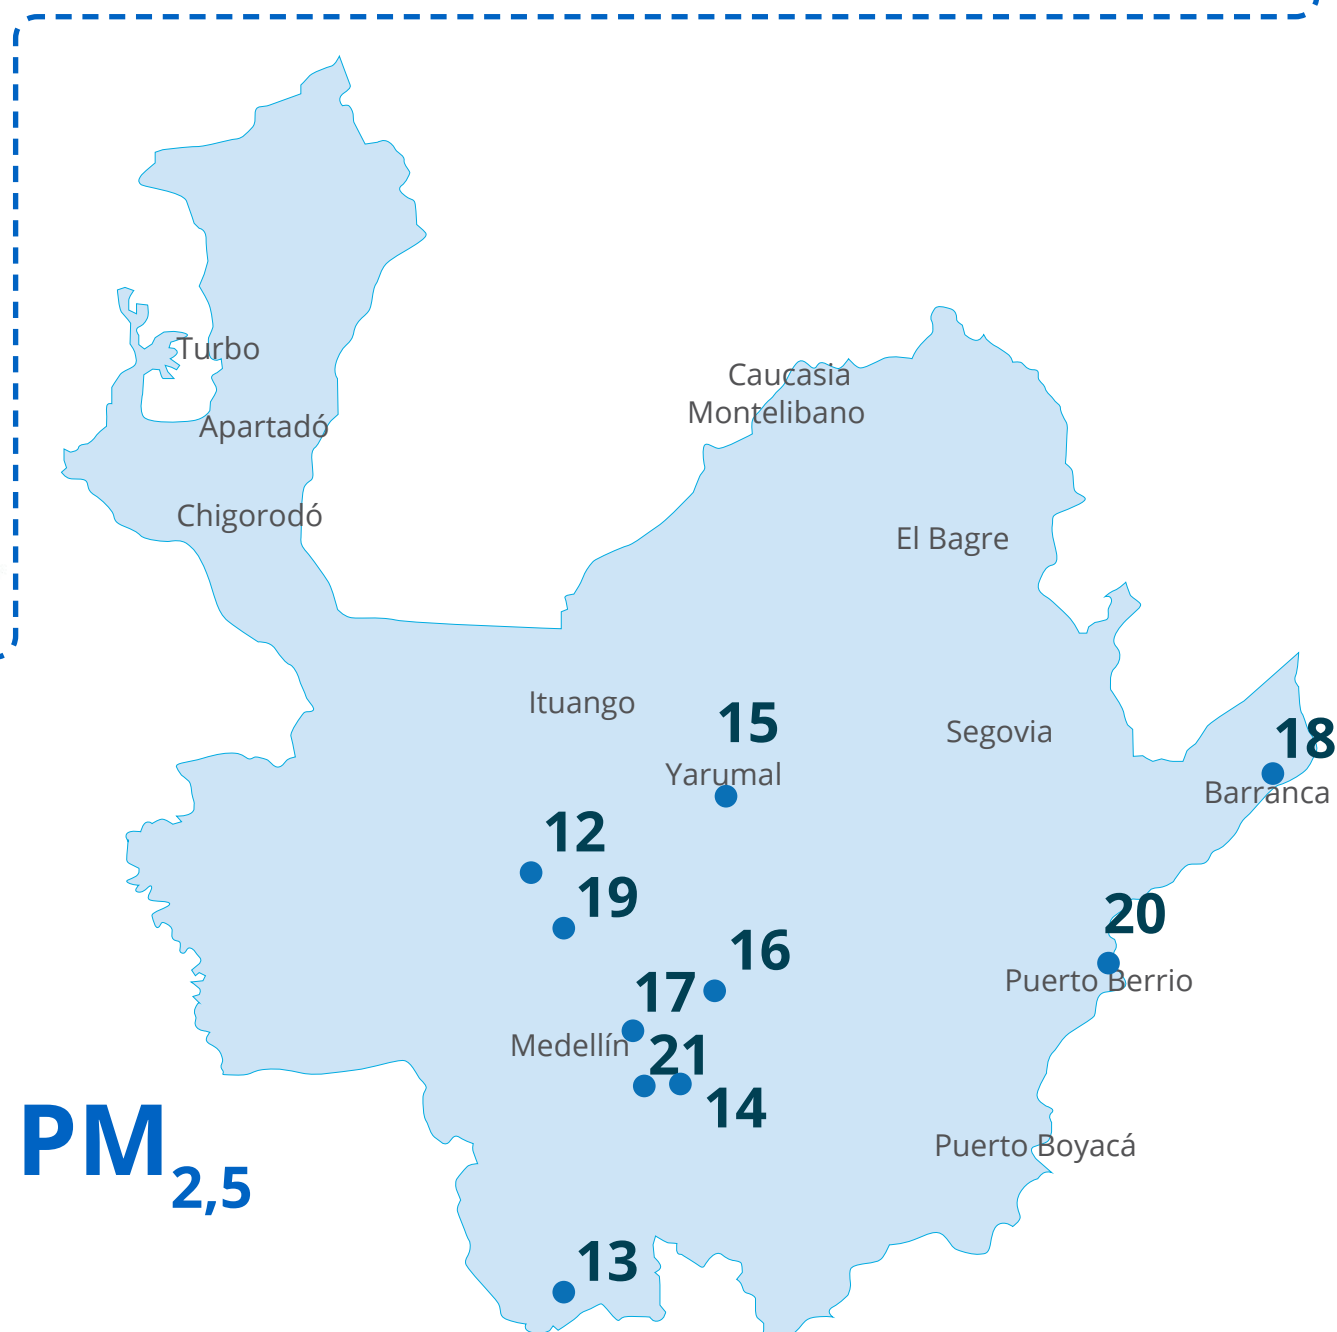 Turbo
Caucasia
Montelibano
Apartadó
Chigorodó
El Bagre
Ituango
15
Segovia
18
Yarumal
Barranca
12
19
20
16
Puerto Berrio
17
Medellín
21
14
PM2,5
Puerto Boyacá
13